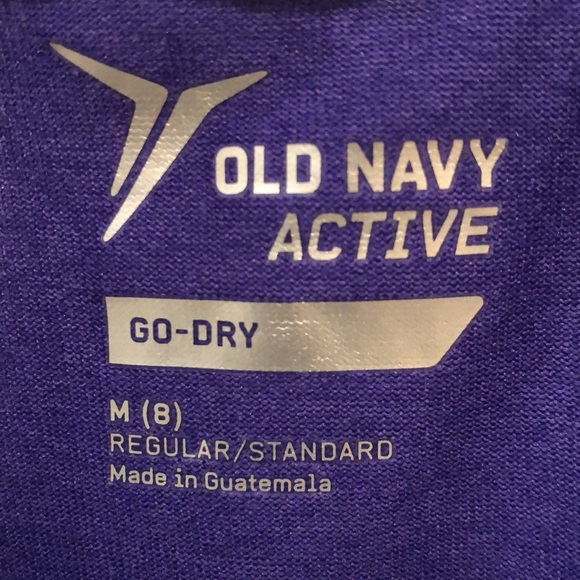 OLD NAVY
ACTIVE
GO-DRY
M (8)
REGULAR/STANDARD
Made in Guatemala